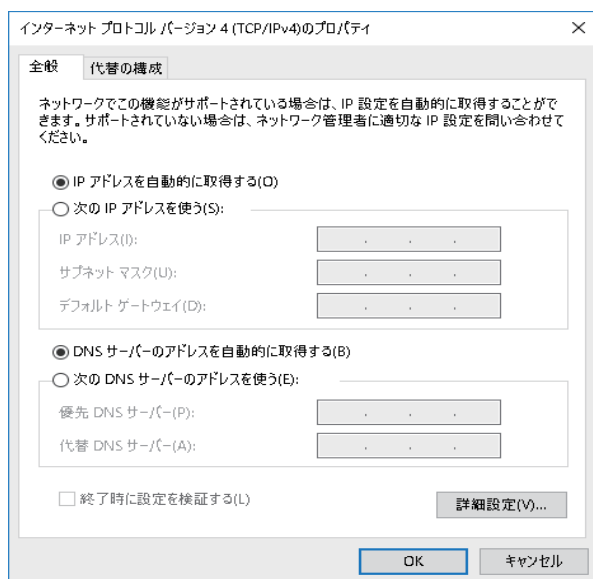 インターネット プロトコル バージョン 4 (TCP/IPv4)のプロパティ
全般
代替の構成
ネットワークでこの機能がサポートされている場合は、IP 設定を自動的に取得することがで
きます。サポートされていない場合は、ネットワーク管理者に適切な IP 設定を問い合わせて
ください。
IP アドレスを自動的に取得する(O)
次の IP アドレスを使う(S):
IP アドレス(I):
サブネット マスク(U):
デフォルト ゲートウェイ(D):
DNS サーバーのアドレスを自動的に取得する(B)
次の DNS サーバーのアドレスを使う(E):
優先 DNS サーバー(P):
代替 DNS サーバー(A):
終了時に設定を検証する(L)
詳細設定(V)...
OK
キャンセル